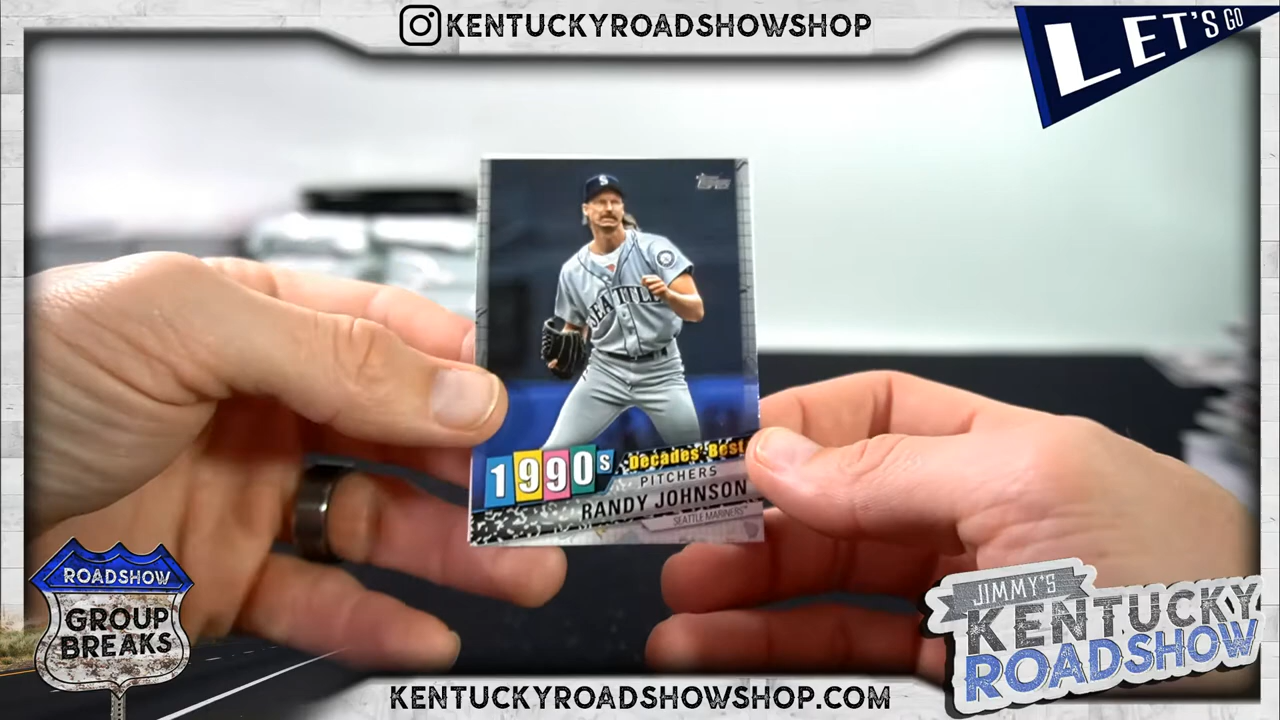 KENTUCKYROADSHOWSHOP
LET'S GO
Topps
S
SEATTLE
1990s
Decades' Best
PITCHERS
RANDY JOHNSON
SEATTLE MARINERS
ROADSHOW
GROUP
BREAKS
JIMMY'S
KENTUCKY
ROADSHOW
KENTUCKYROADSHOWSHOP.COM